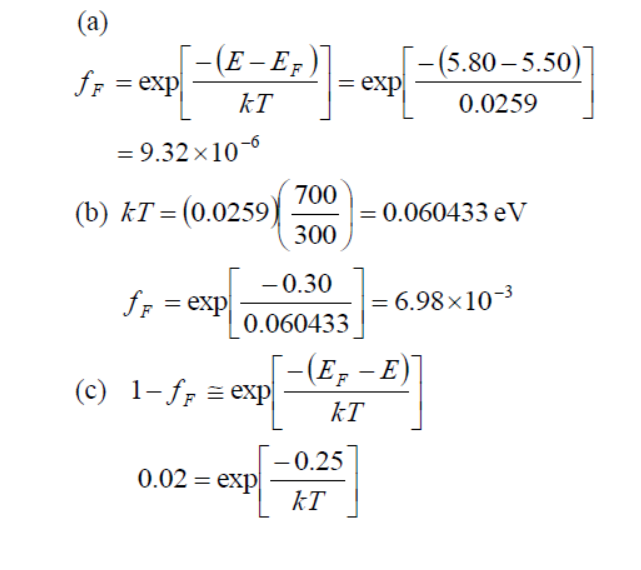 (a)
f_F = exp[−(E − E_F) / kT] = exp[−(5.80 − 5.50) / 0.0259]
= 9.32 × 10⁻⁶
(b) kT = (0.0259)(700 / 300) = 0.060433 eV
f_F = exp[−0.30 / 0.060433] = 6.98 × 10⁻³
(c) 1 − f_F ≅ exp[−(E_F − E) / kT]
0.02 = exp[−0.25 / kT]